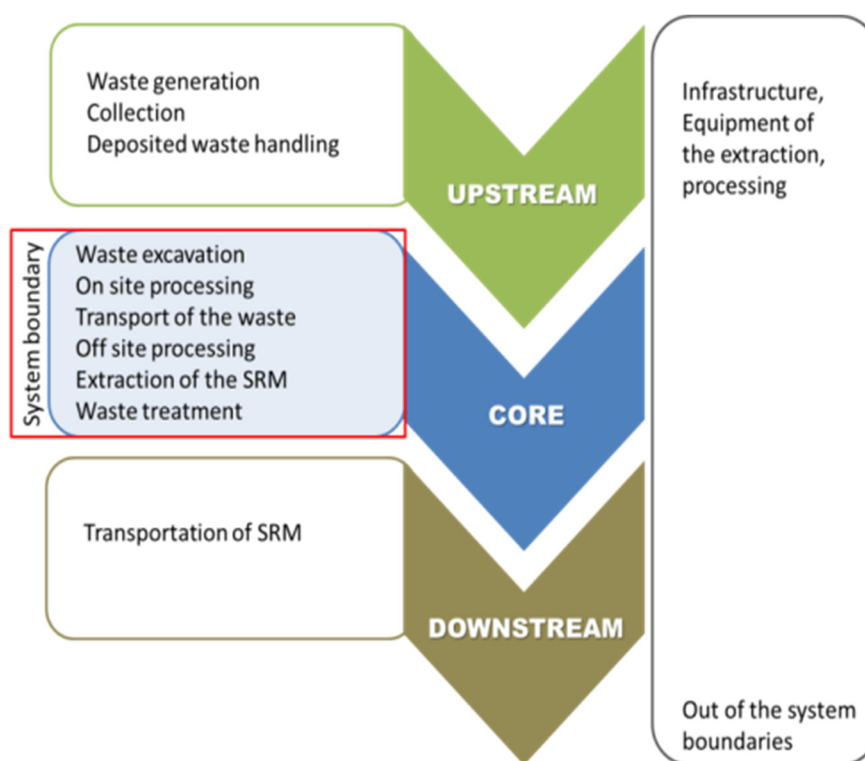 Waste generation
Collection
Deposited waste handling
UPSTREAM
Infrastructure,
Equipment of
the extraction,
processing
System boundary
Waste excavation
On site processing
Transport of the waste
Off site processing
Extraction of the SRM
Waste treatment
CORE
Transportation of SRM
DOWNSTREAM
Out of the system
boundaries